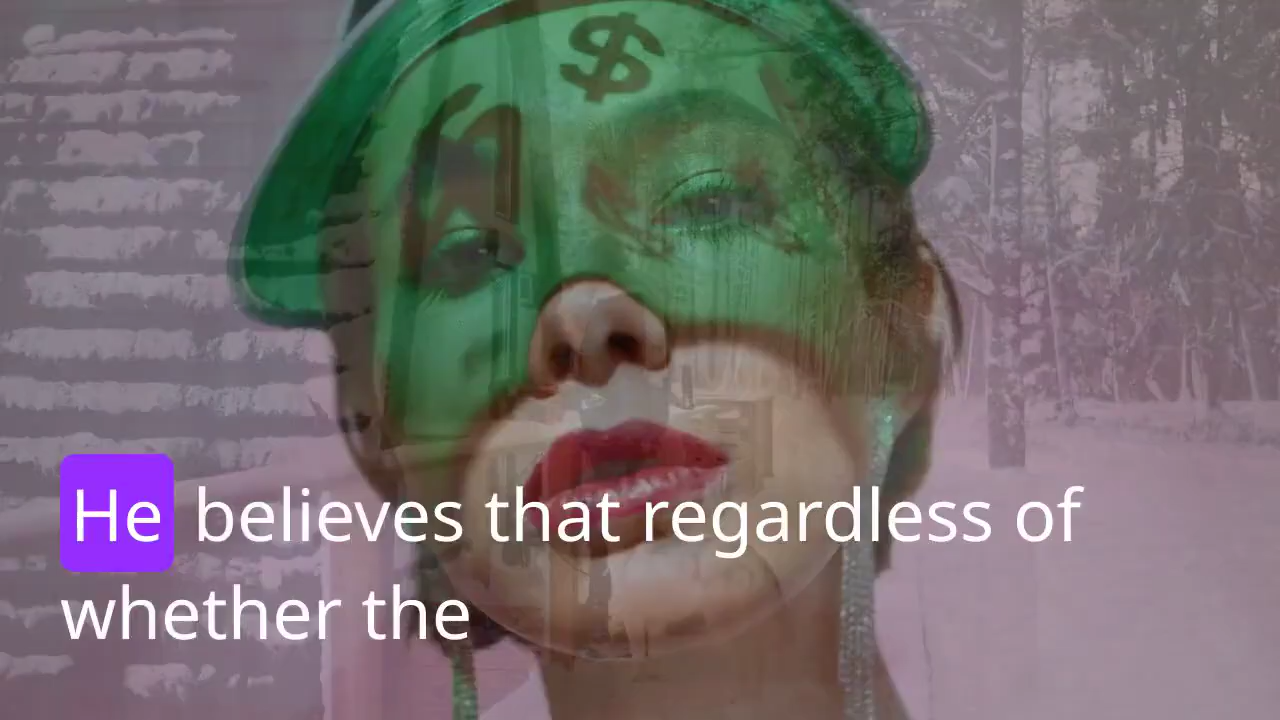 $
He believes that regardless of
whether the